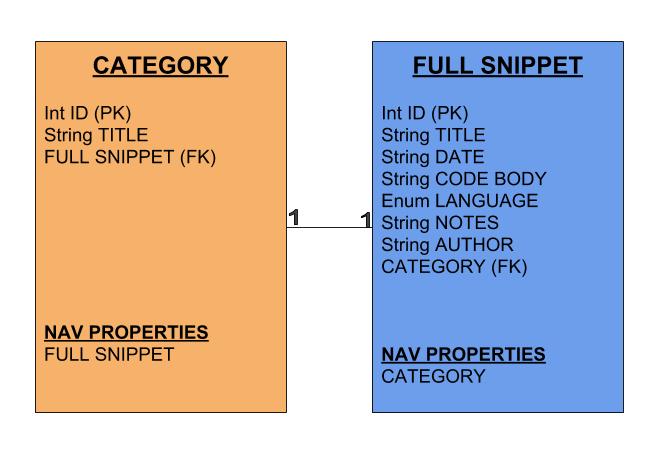 CATEGORY
Int ID (PK)
String TITLE
FULL SNIPPET (FK)
NAV PROPERTIES
FULL SNIPPET
1
1
FULL SNIPPET
Int ID (PK)
String TITLE
String DATE
String CODE BODY
Enum LANGUAGE
String NOTES
String AUTHOR
CATEGORY (FK)
NAV PROPERTIES
CATEGORY